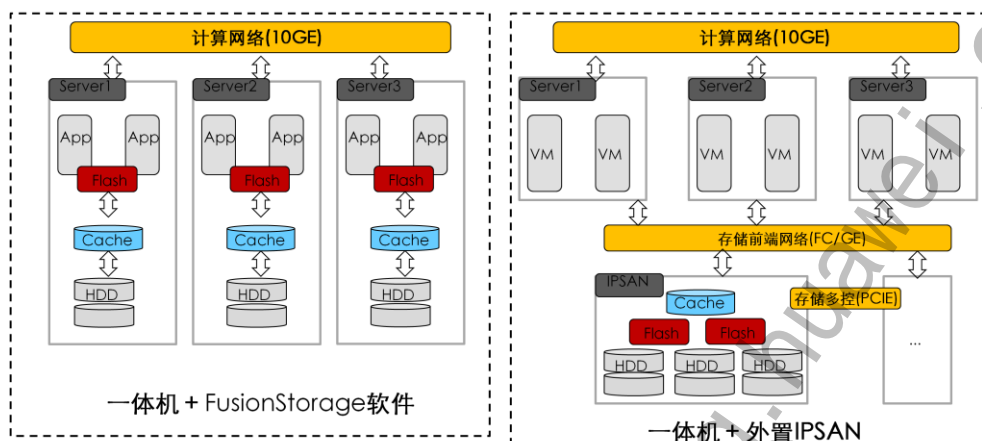 计算网络(10GE)
Server1
Server2
Server3
App
App
App
App
App
App
Flash
Flash
Flash
Cache
Cache
Cache
HDD
HDD
HDD
一体机 + FusionStorage软件
计算网络(10GE)
Server1
Server2
Server3
VM
VM
VM
VM
VM
VM
存储前端网络(FC/GE)
IPSAN
Cache
存储多控(PCIE)
Flash
Flash
HDD
HDD
HDD
...
一体机 + 外置IPSAN
huawei